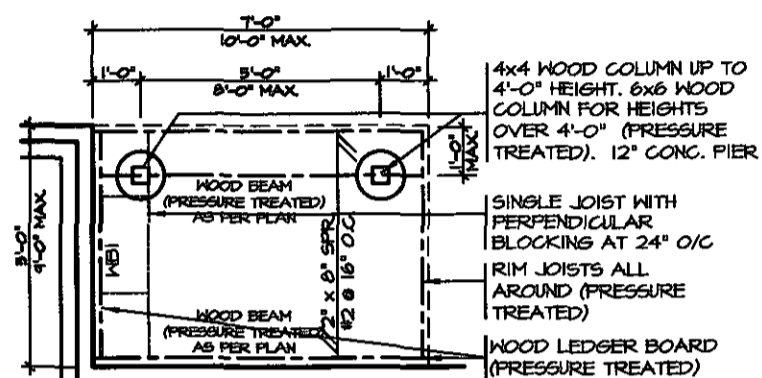 7'-0"
10'-0" MAX.
1'-0"
5'-0"
8'-0" MAX.
1'-0"
4x4 WOOD COLUMN UP TO
4'-0" HEIGHT. 6x6 WOOD
COLUMN FOR HEIGHTS
OVER 4'-0" (PRESSURE
TREATED). 12" CONC. PIER
1'-0"
MAX.
5'-0"
9'-0" MAX.
WOOD BEAM
(PRESSURE TREATED)
AS PER PLAN
WB1
2" x 8" SPR.
#2 @ 16" O.C.
SINGLE JOIST WITH
PERPENDICULAR
BLOCKING AT 24" O/C
RIM JOISTS ALL
AROUND (PRESSURE
TREATED)
WOOD BEAM
(PRESSURE TREATED)
AS PER PLAN
WOOD LEDGER BOARD
(PRESSURE TREATED)